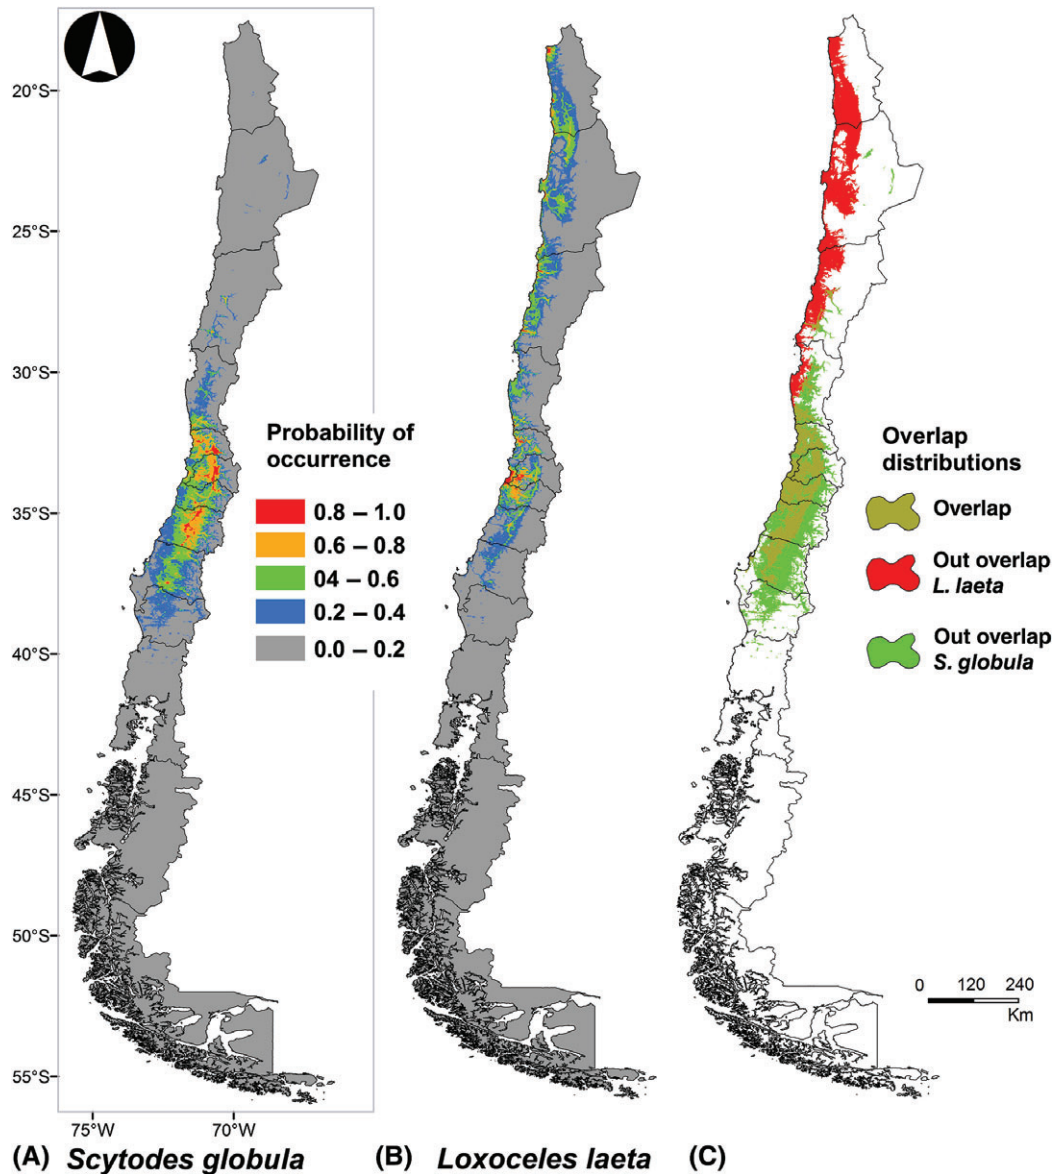 20°S
25°S
30°S
35°S
40°S
45°S
50°S
55°S
75°W
70°W
Probability of
occurrence
0.8 – 1.0
0.6 – 0.8
04 – 0.6
0.2 – 0.4
0.0 – 0.2
Overlap
distributions
Overlap
Out overlap
L. laeta
Out overlap
S. globula
0 120 240
Km
(A) Scytodes globula
(B) Loxoceles laeta
(C)